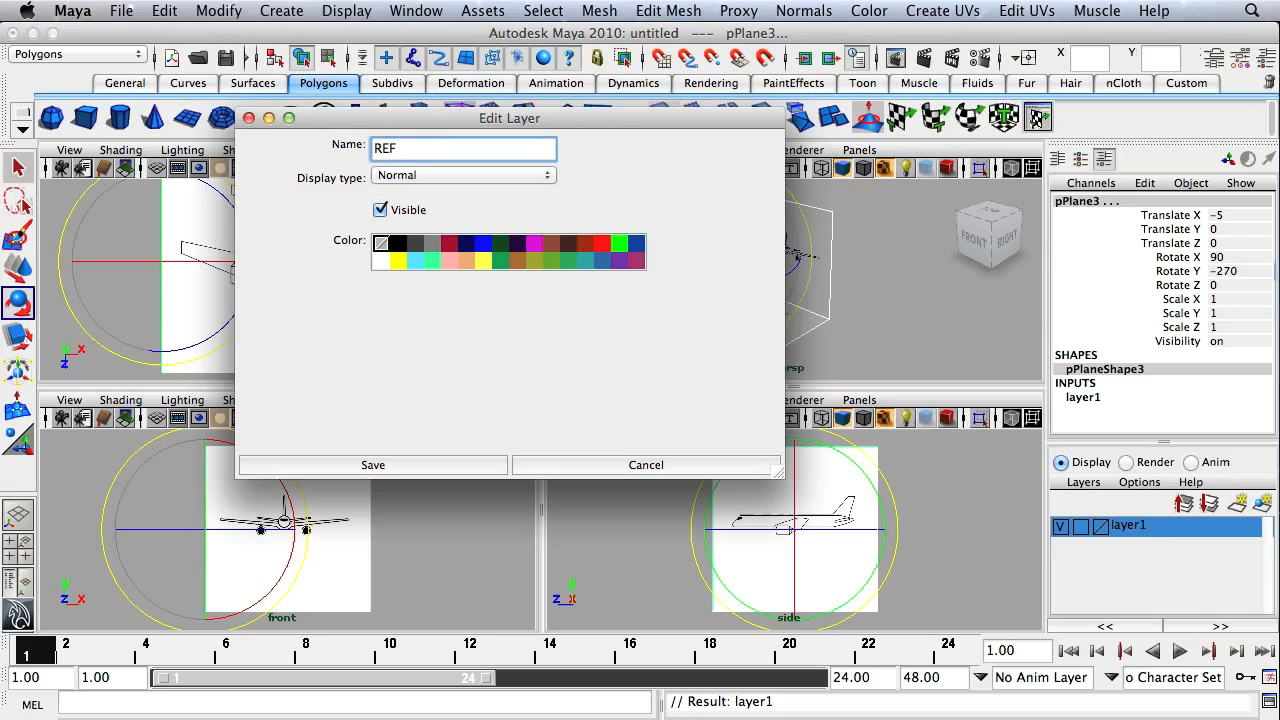 Maya File Edit Modify Create Display Window Assets Select Mesh Edit Mesh Proxy Normals Color Create UVs Edit UVs Muscle Help
Autodesk Maya 2010: untitled --- pPlane3...
Polygons
X
Y
General Curves Surfaces Polygons Subdivs Deformation Animation Dynamics Rendering PaintEffects Toon Muscle Fluids Fur Hair nCloth Custom
Edit Layer
Name: REF
Display type: Normal
Visible
Color:
Save Cancel
View Shading Lighting
Panels
FRONT RIGHT
Channels Edit Object Show
pPlane3 ...
Translate X -5
Translate Y 0
Translate Z 0
Rotate X 90
Rotate Y -270
Rotate Z 0
Scale X 1
Scale Y 1
Scale Z 1
Visibility on
SHAPES
pPlaneShape3
INPUTS
layer1
y x
z
View Shading Lighting
Panels
front
y
z x
side
y
z x
Display Render Anim
Layers Options Help
V layer1
<< >>
1 2 4 6 8 10 12 14 16 18 20 22 24
1.00
1.00 1.00 1 24 24.00 48.00 No Anim Layer o Character Set
MEL
// Result: layer1